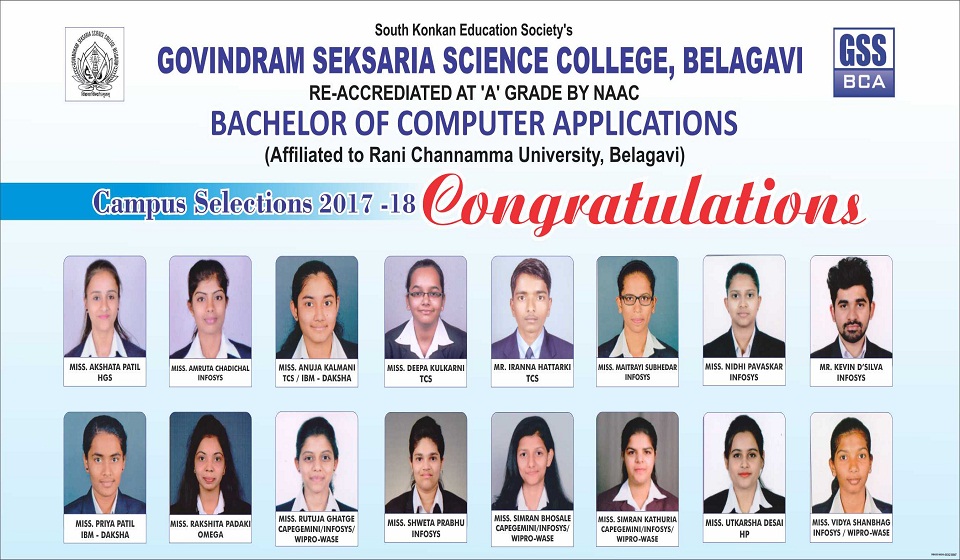 South Konkan Education Society's
GOVINDRAM SEKSARIA SCIENCE COLLEGE, BELAGAVI
RE-ACCREDIATED AT 'A' GRADE BY NAAC
BACHELOR OF COMPUTER APPLICATIONS
(Affiliated to Rani Channamma University, Belagavi)
GSS
BCA
Campus Selections 2017 -18 Congratulations
MISS. AKSHATA PATIL
HGS
MISS. AMRUTA CHADICHAL
INFOSYS
MISS. ANUJA KALMANI
TCS / IBM - DAKSHA
MISS. DEEPA KULKARNI
TCS
MR. IRANNA HATTARKI
TCS
MISS. MAITRAYI SUBHEDAR
INFOSYS
MISS. NIDHI PAVASKAR
INFOSYS
MR. KEVIN D'SILVA
INFOSYS
MISS. PRIYA PATIL
IBM - DAKSHA
MISS. RAKSHITA PADAKI
OMEGA
MISS. RUTUJA GHATGE
CAPEGEMINI/INFOSYS/
WIPRO-WASE
MISS. SHWETA PRABHU
INFOSYS
MISS. SIMRAN BHOSALE
CAPEGEMINI/INFOSYS/
WIPRO-WASE
MISS. SIMRAN KATHURIA
CAPEGEMINI/INFOSYS/
WIPRO-WASE
MISS. UTKARSHA DESAI
HP
MISS. VIDYA SHANBHAG
INFOSYS / WIPRO-WASE